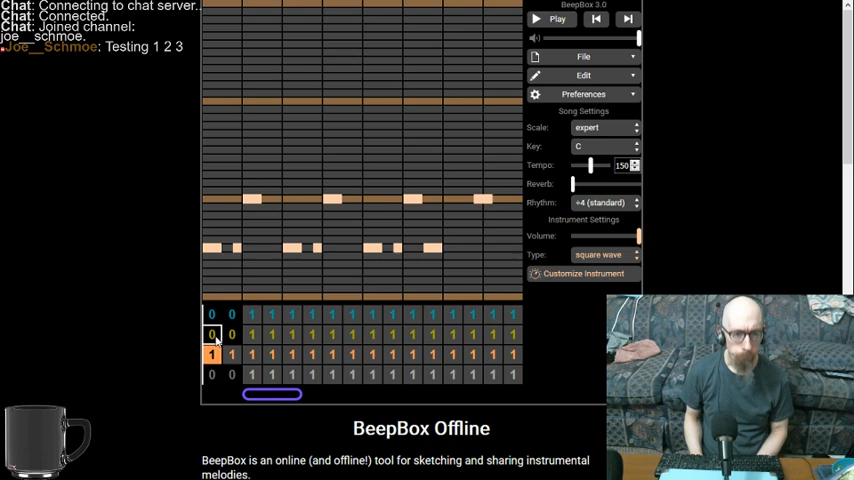 Chat: Connecting to chat server..
Chat: Connected.
Chat: Joined channel:
joe__schmoe.
Joe__Schmoe: Testing 1 2 3
BeepBox 3.0
Play
File
Edit
Preferences
Song Settings
Scale: expert
Key: C
Tempo: 150
Reverb:
Rhythm: ÷4 (standard)
Instrument Settings
Volume:
Type: square wave
Customize Instrument
0 0 1 1 1 1 1 1 1 1 1 1 1 1 1 1
0 0 1 1 1 1 1 1 1 1 1 1 1 1 1 1
1 1 1 1 1 1 1 1 1 1 1 1 1 1 1 1
0 0 1 1 1 1 1 1 1 1 1 1 1 1 1 1
BeepBox Offline
BeepBox is an online (and offline!) tool for sketching and sharing instrumental
melodies.